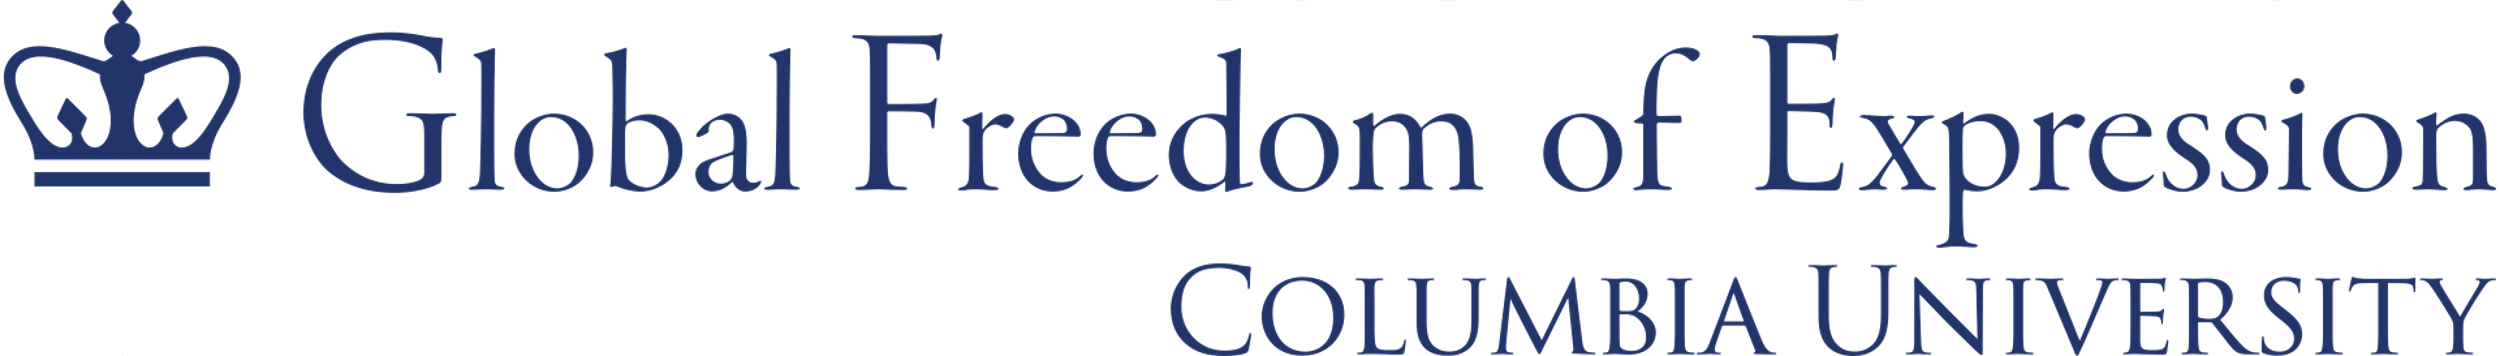 Global Freedom of Expression
Columbia University